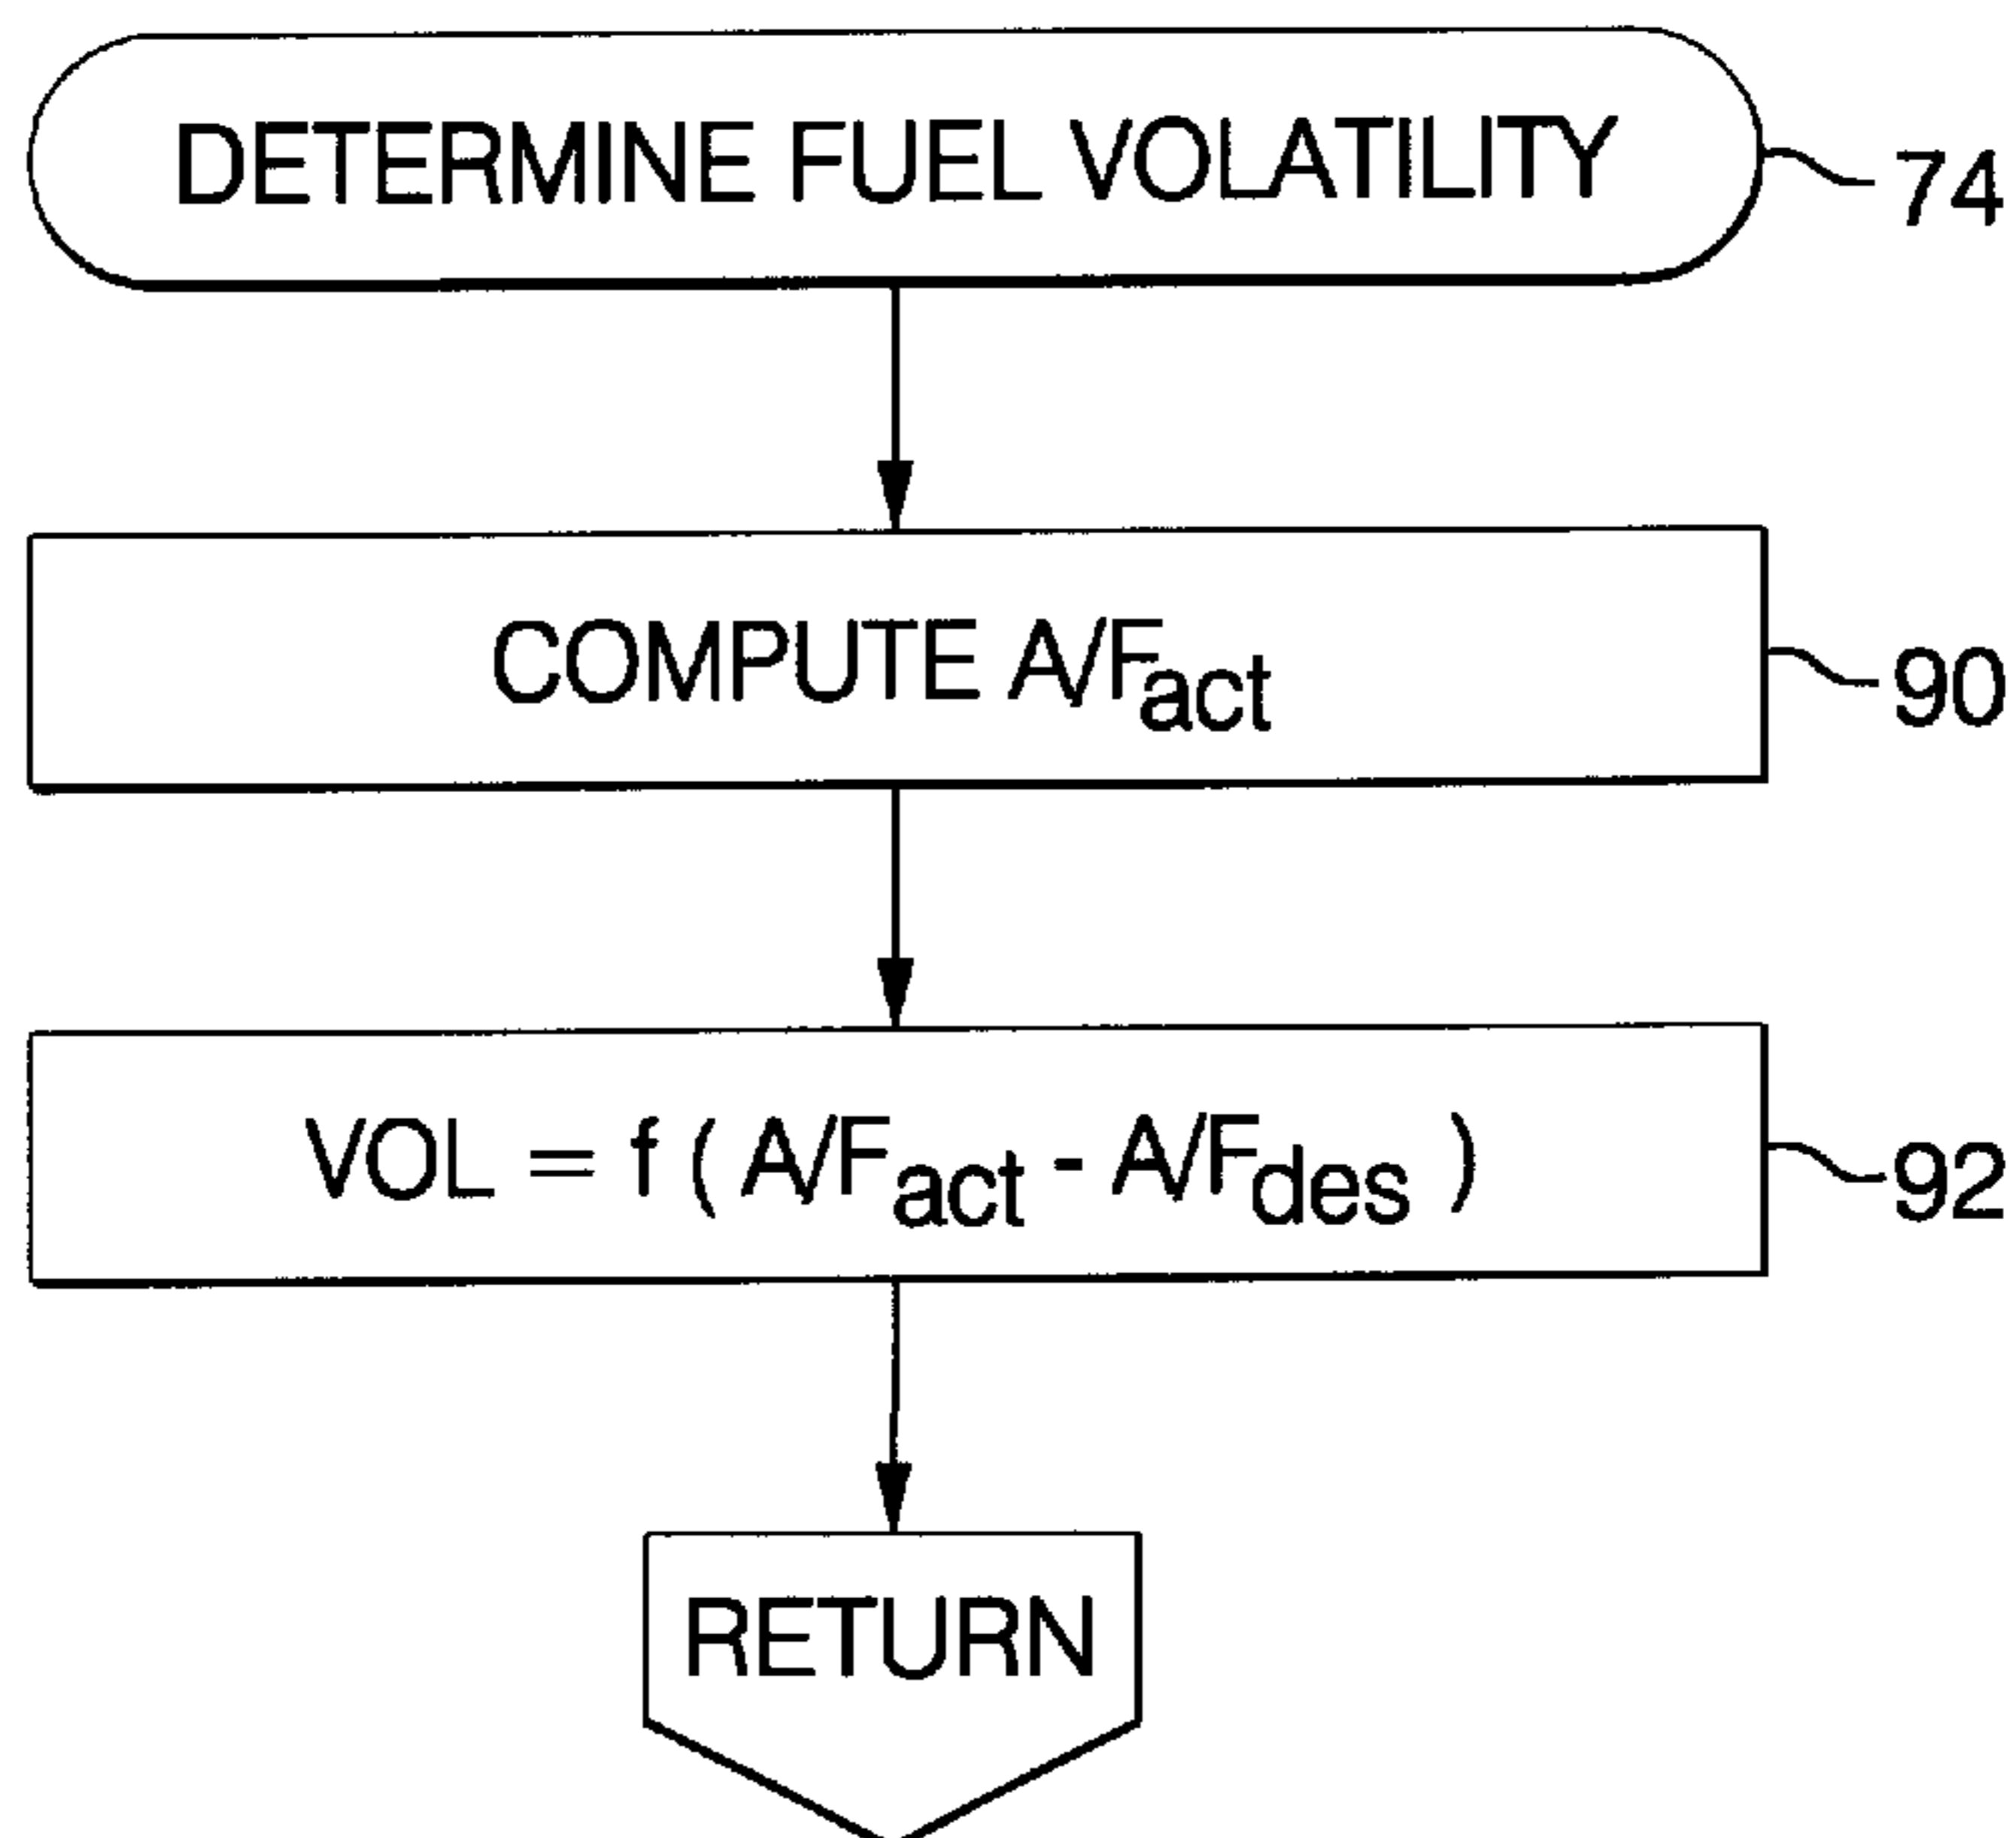 DETERMINE FUEL VOLATILITY 74
COMPUTE A/Fact 90
VOL = f ( A/Fact - A/Fdes ) 92
RETURN